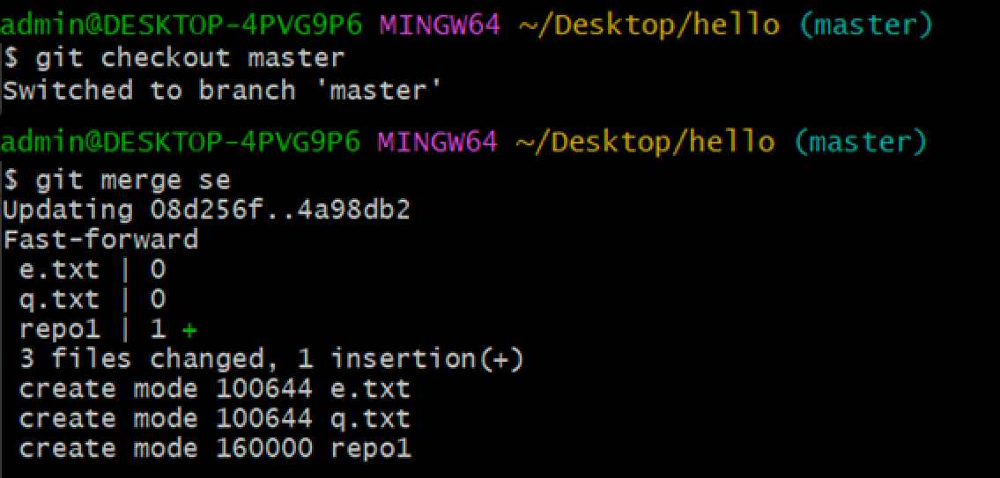 admin@DESKTOP-4PVG9P6 MINGW64 ~/Desktop/hello (master)
$ git checkout master
Switched to branch 'master'
admin@DESKTOP-4PVG9P6 MINGW64 ~/Desktop/hello (master)
$ git merge se
Updating 08d256f..4a98db2
Fast-forward
 e.txt | 0
 q.txt | 0
 repo1 | 1 +
 3 files changed, 1 insertion(+)
 create mode 100644 e.txt
 create mode 100644 q.txt
 create mode 160000 repo1